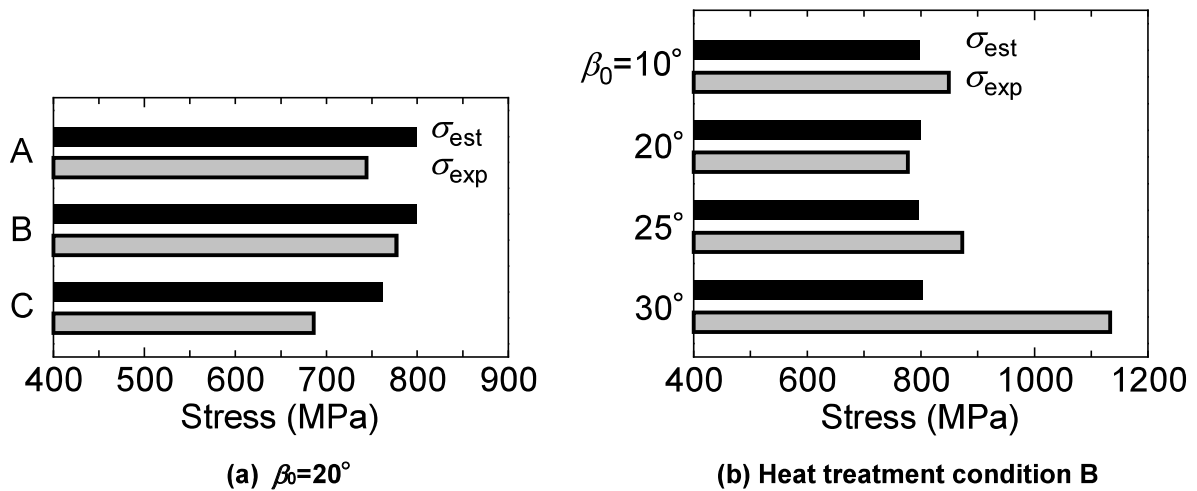 σest
A
σexp
B
C
400 500 600 700 800 900
Stress (MPa)
(a) β0=20°
σest
β0=10°
σexp
20°
25°
30°
400 600 800 1000 1200
Stress (MPa)
(b) Heat treatment condition B